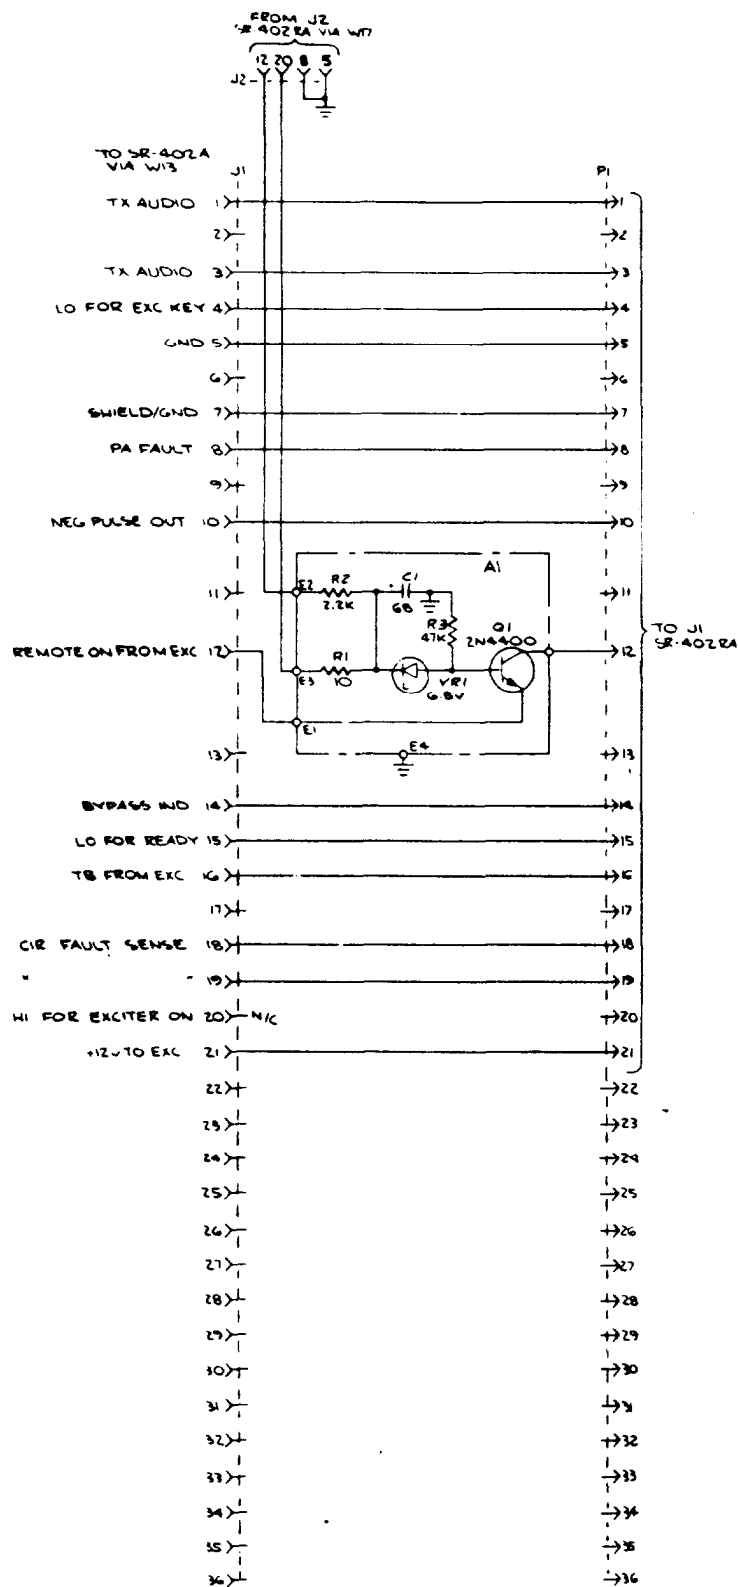 FROM J2
SR-402RA VIA W17
12 20 8 5
J2
TO SR-402A
VIA W13
J1
P1
TX AUDIO 1 1
2 2
TX AUDIO 3 3
LO FOR EXC KEY 4 4
GND 5 5
6 6
SHIELD/GND 7 7
PA FAULT 8 8
9 9
NEG PULSE OUT 10 10
A1
11 E2 R2 C1 11
2.2K 68
R3
47K
Q1
2N4400
TO J1
SR-402RA
REMOTE ON FROM EXC 12 12
R1
E3 10
VR1
6.8V
E1
E4
13 13
BYPASS IND 14 14
LO FOR READY 15 15
TB FROM EXC 16 16
17 17
CIR FAULT SENSE 18 18
" " 19 19
HI FOR EXCITER ON 20 N/C 20
+12V TO EXC 21 21
22 22
23 23
24 24
25 25
26 26
27 27
28 28
29 29
30 30
31 31
32 32
33 33
34 34
35 35
36 36